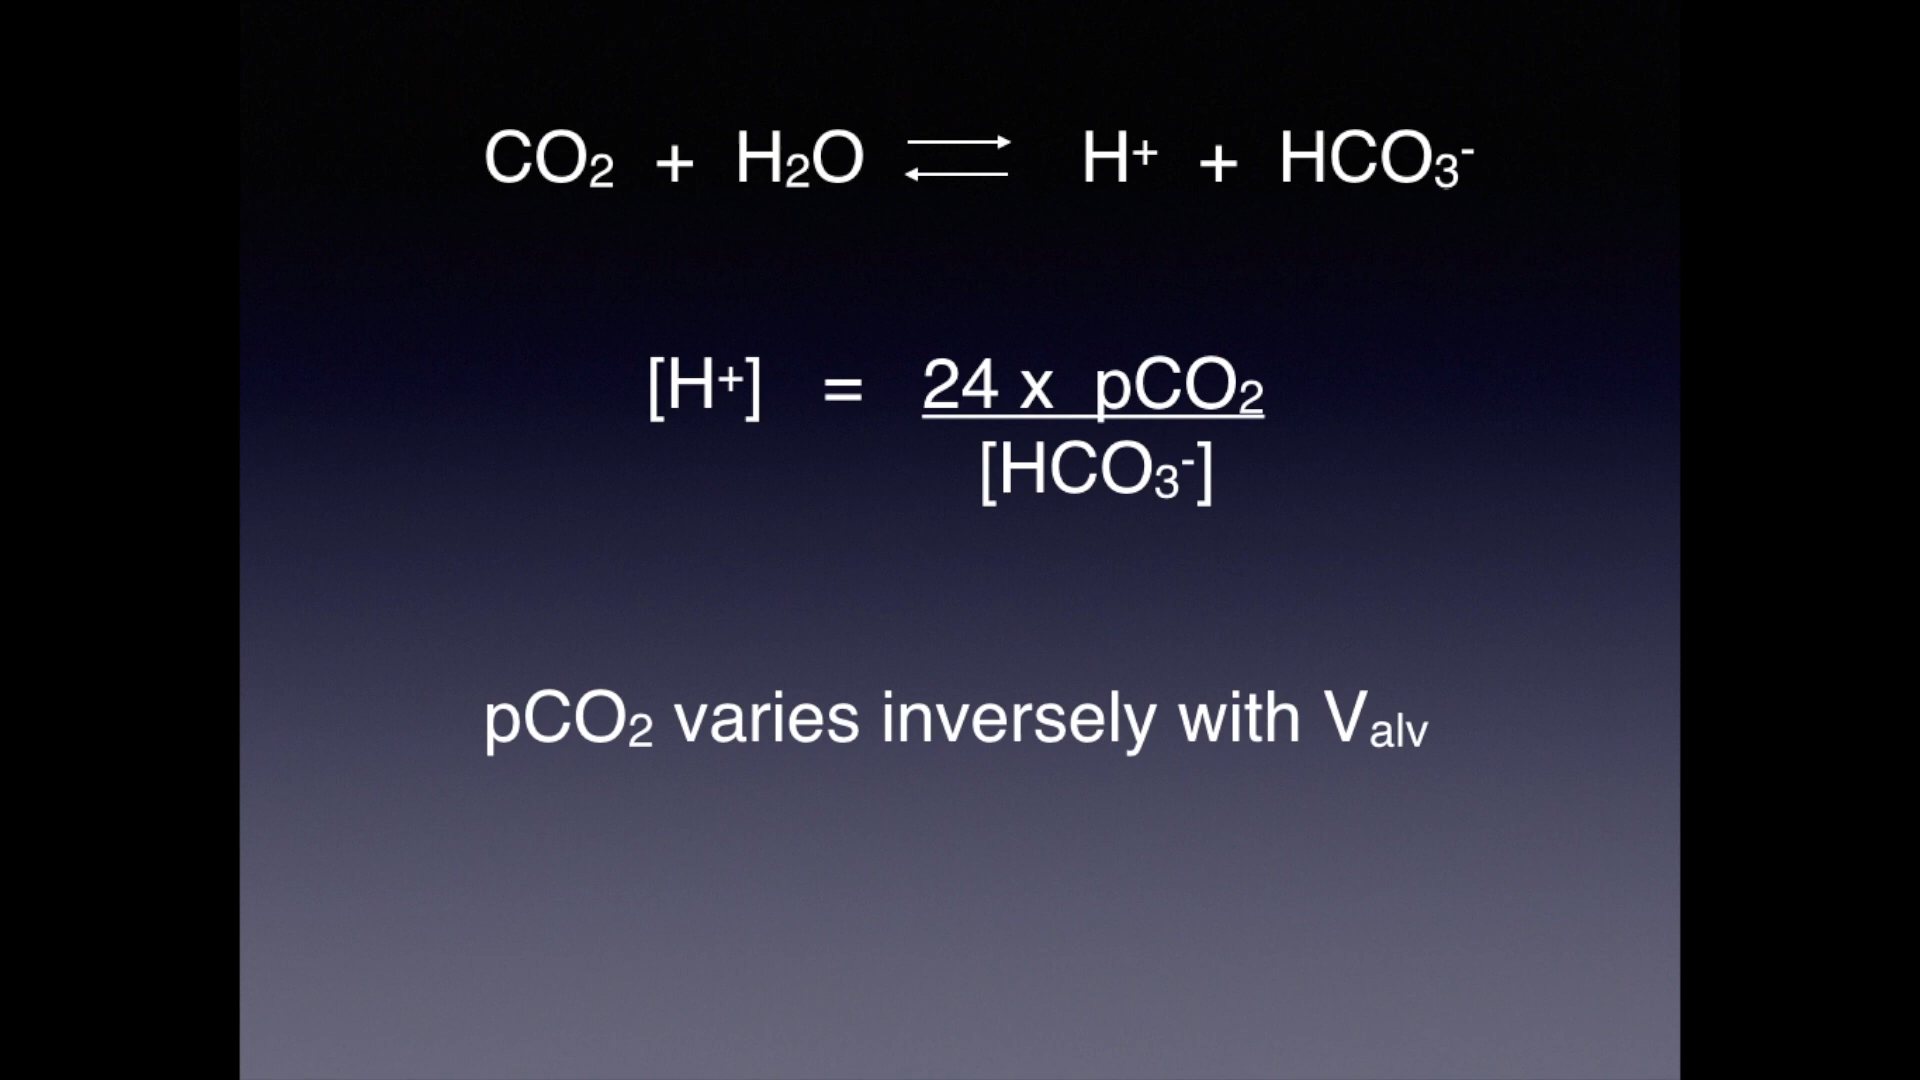 CO₂ + H₂O ⇌ H⁺ + HCO₃⁻
[H⁺] = 24 x pCO₂
[HCO₃⁻]
pCO₂ varies inversely with Vₐₗᵥ